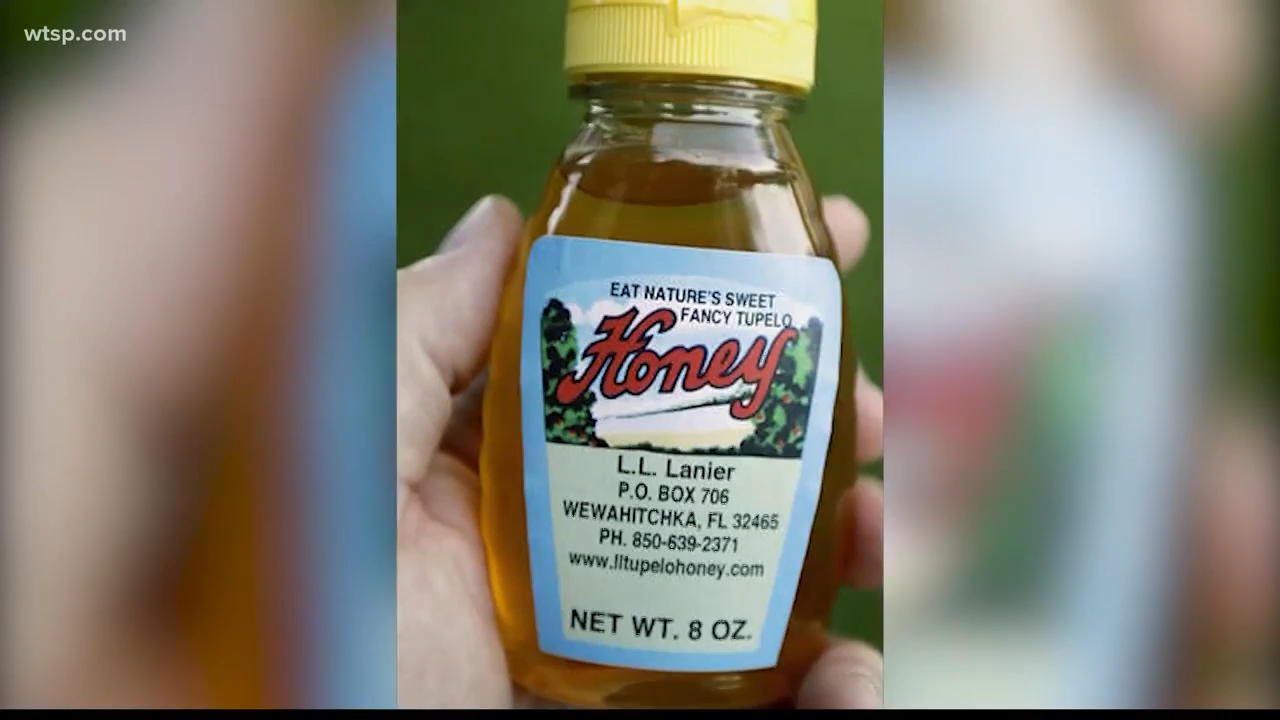 wtsp.com
EAT NATURE'S SWEET
FANCY TUPELO
Honey
L.L. Lanier
P.O. BOX 706
WEWAHITCHKA, FL 32465
PH. 850-639-2371
www.lltupelohoney.com
NET WT. 8 OZ.